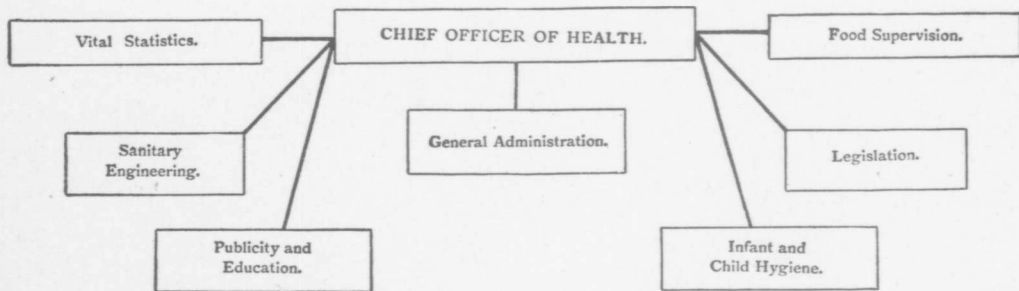 Vital Statistics.
CHIEF OFFICER OF HEALTH.
Food Supervision.
General Administration.
Sanitary
Engineering.
Legislation.
Publicity and
Education.
Infant and
Child Hygiene.